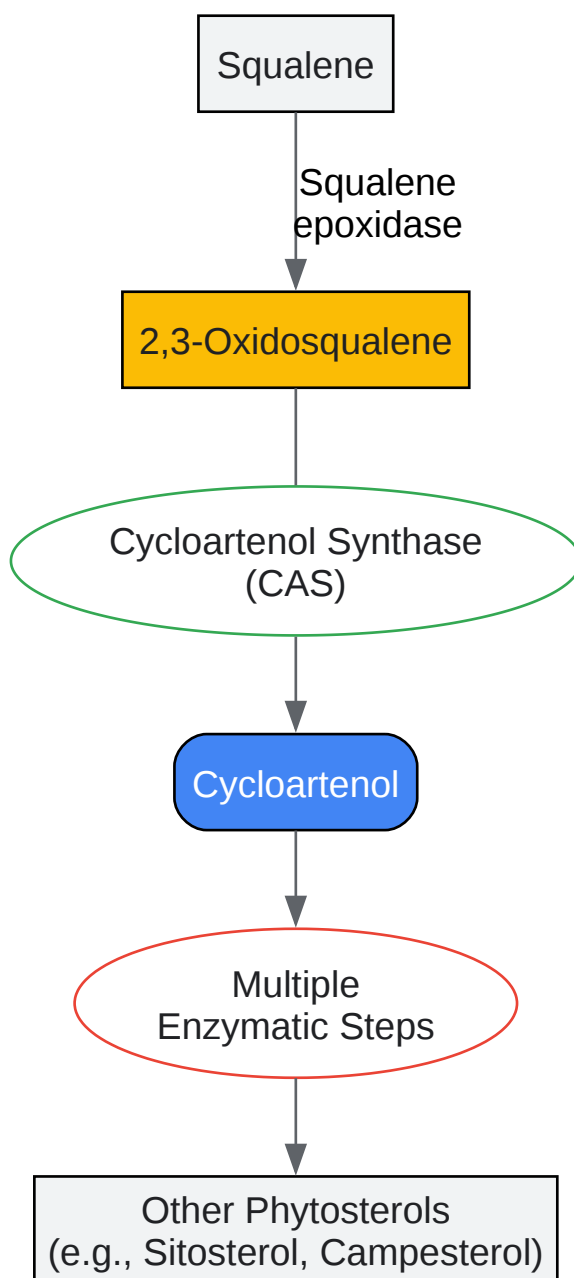 Squalene
Squalene
epoxidase
2,3-Oxidosqualene
Cycloartenol Synthase
(CAS)
Cycloartenol
Multiple
Enzymatic Steps
Other Phytosterols
(e.g., Sitosterol, Campesterol)